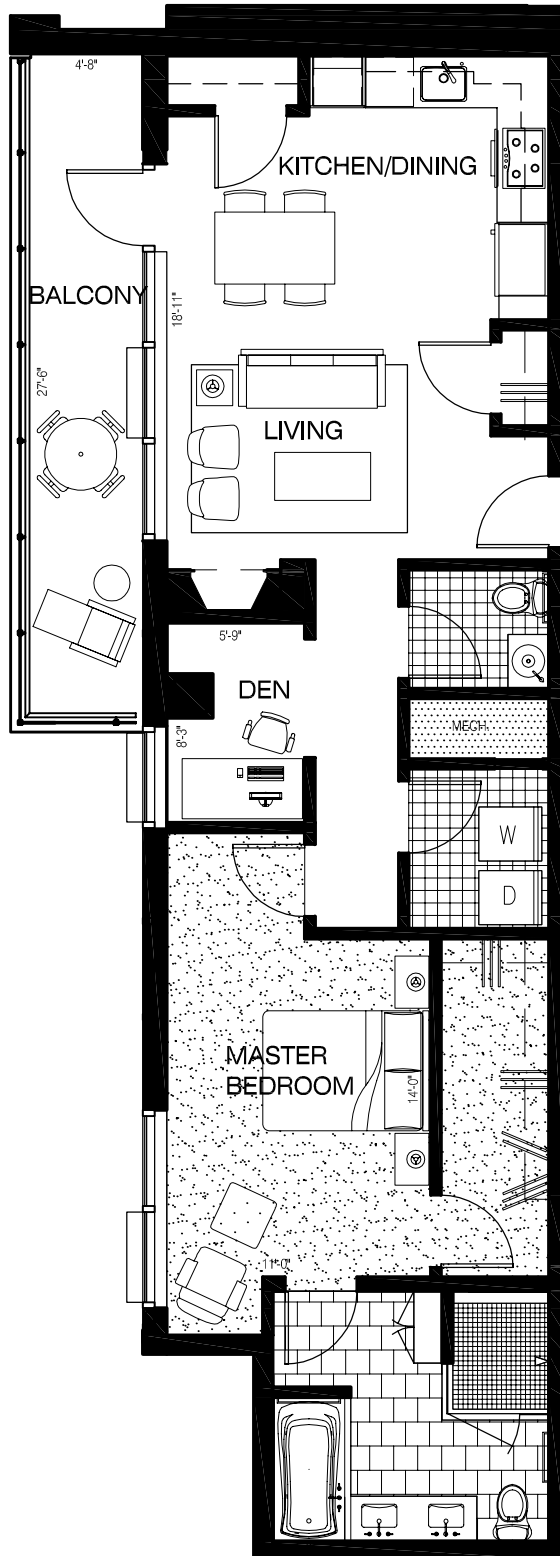 4'-8"
KITCHEN/DINING
BALCONY
18'-11"
27'-6"
LIVING
5'-9"
DEN
8'-3"
MECH.
W
D
MASTER
BEDROOM
14'-0"
11'-0"